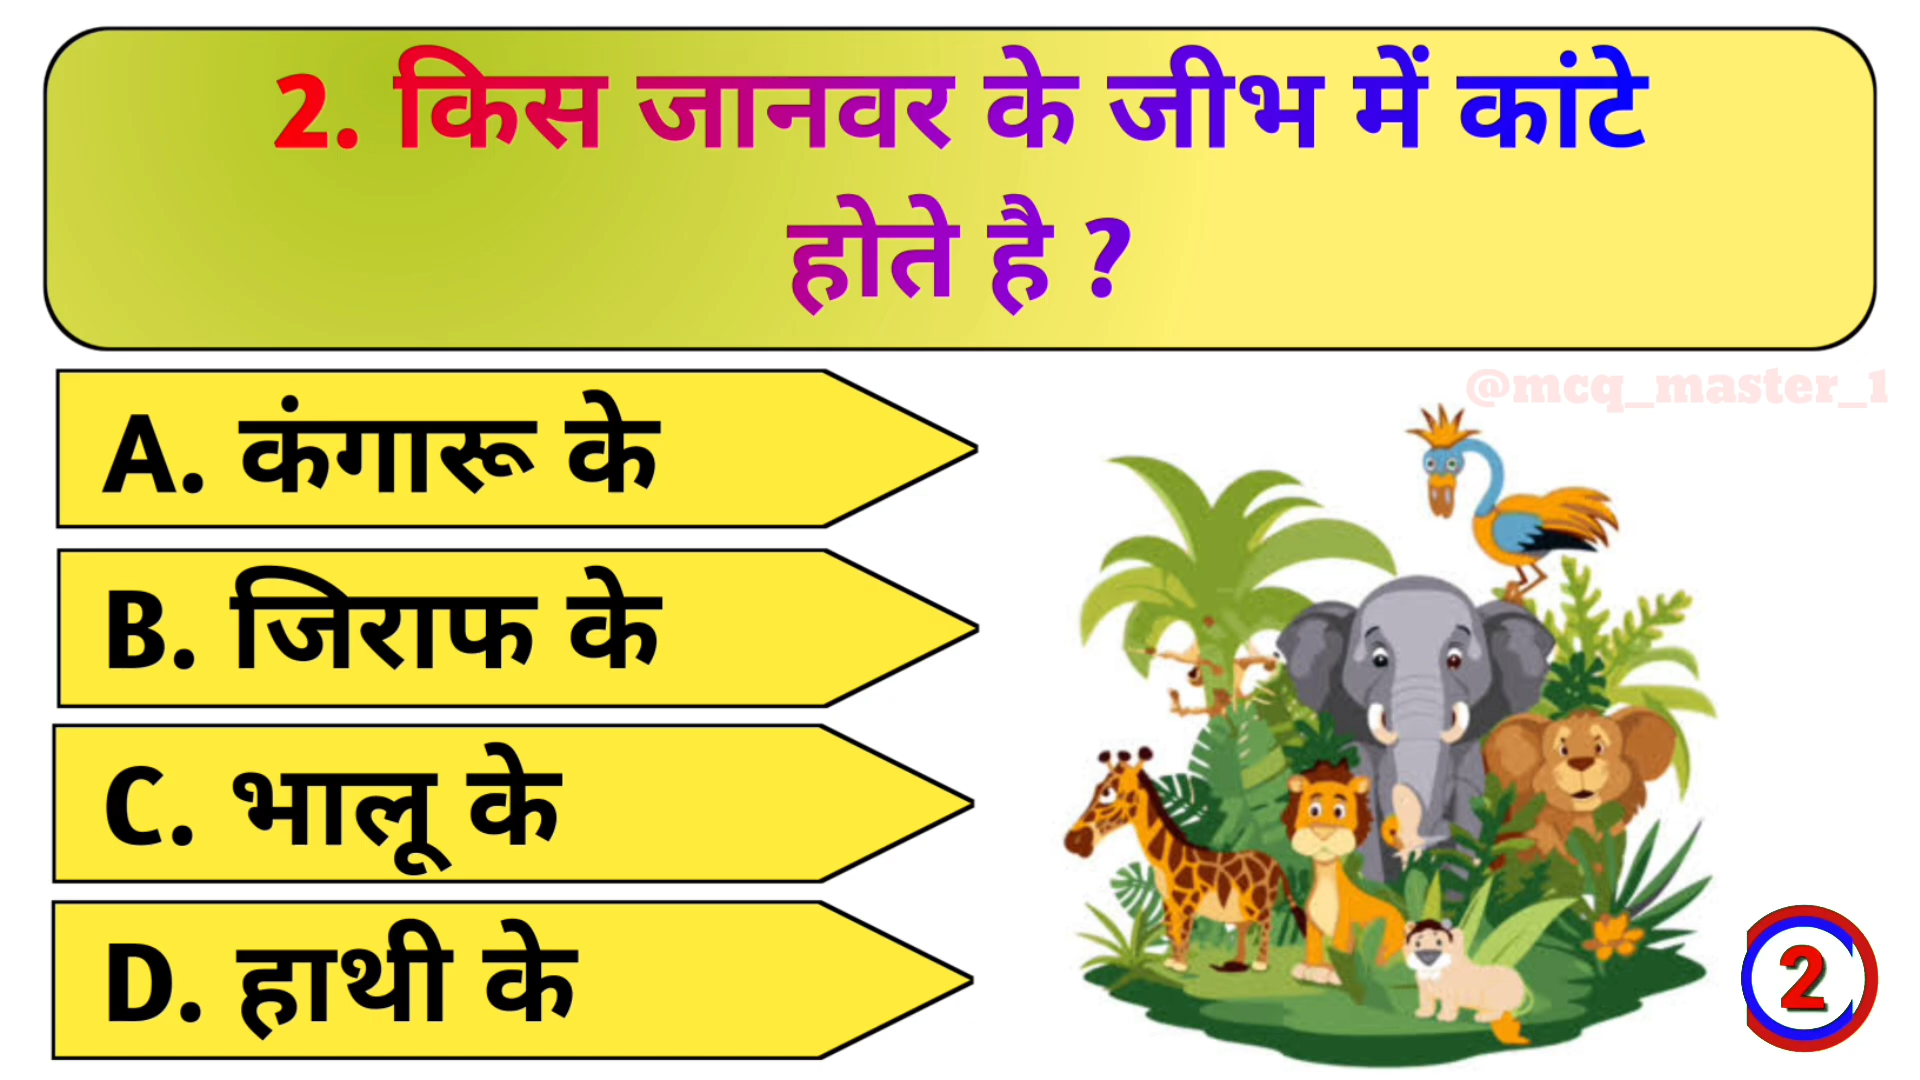 2. किस जानवर के जीभ में कांटे
होते है ?
@mcq_master_1
A. कंगारू के
B. जिराफ के
C. भालू के
D. हाथी के
2